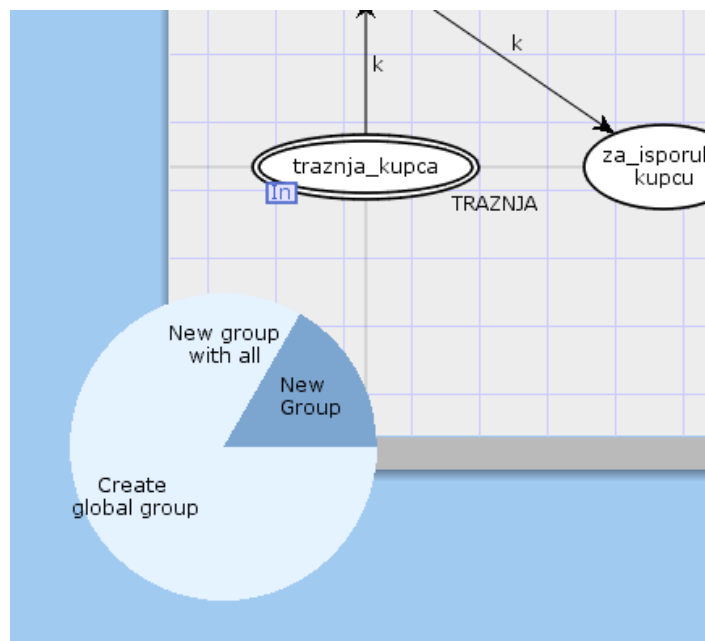 k
k
traznja_kupca
In
TRAZNJA
kupcu
New group
with all
New
Group
Create
global group